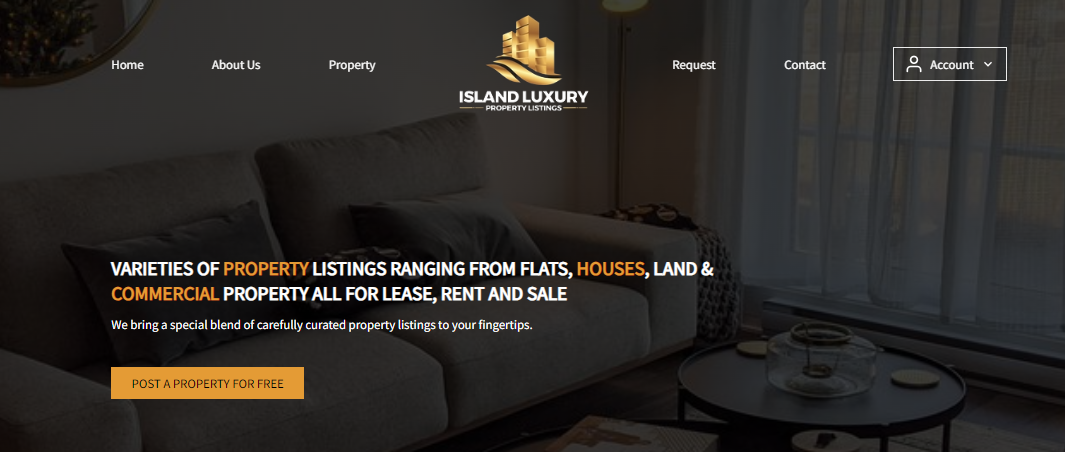 Home
About Us
Property
ISLAND LUXURY
PROPERTY LISTINGS
Request
Contact
Account
VARIETIES OF PROPERTY LISTINGS RANGING FROM FLATS, HOUSES, LAND &
COMMERCIAL PROPERTY ALL FOR LEASE, RENT AND SALE
We bring a special blend of carefully curated property listings to your fingertips.
POST A PROPERTY FOR FREE